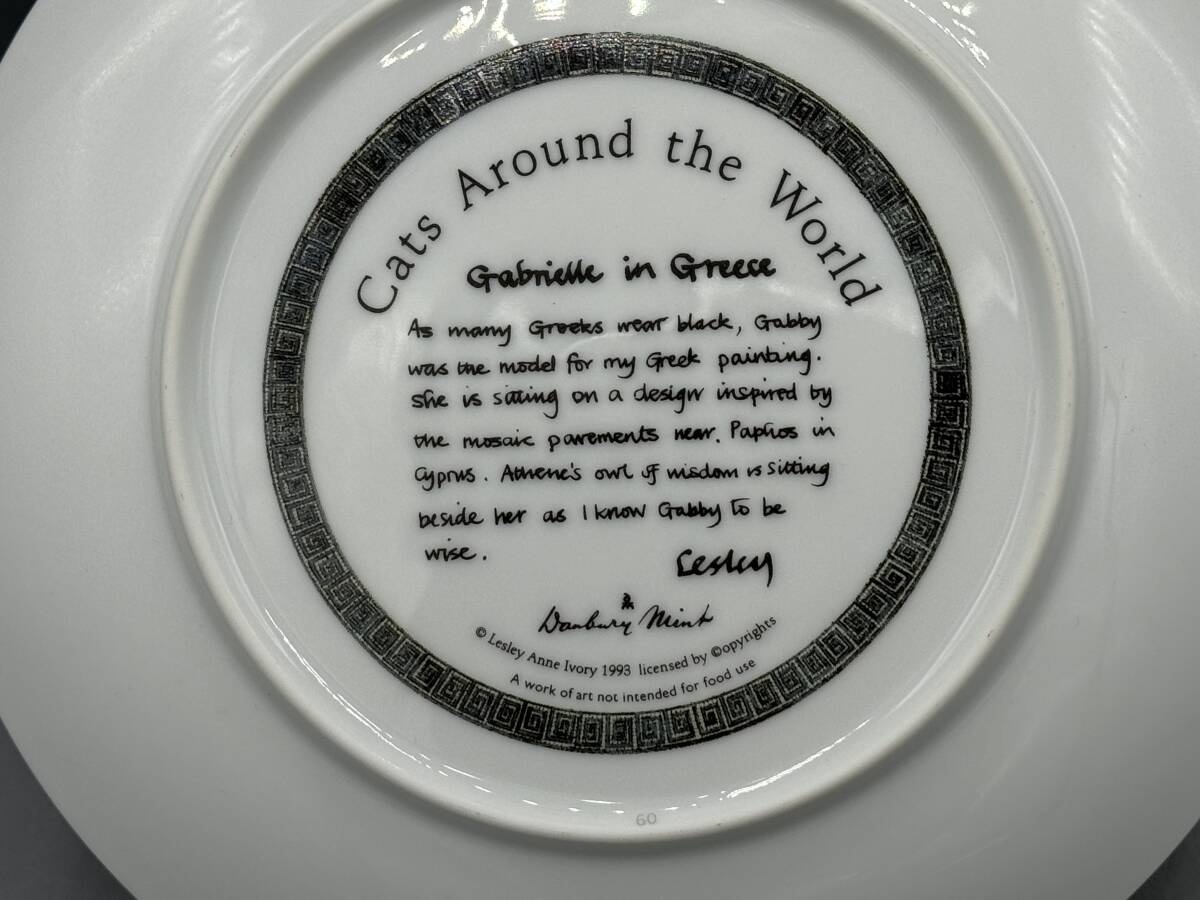 Cats Around the World
Gabrielle in Greece
As many Greeks wear black, Gabby
was the model for my Greek painting.
She is sitting on a design inspired by
the mosaic pavements near. Paphos in
Cyprus. Athene's owl of wisdom is sitting
beside her as I know Gabby to be
wise.
Lesley
Danbury Mint
© Lesley Anne Ivory 1993 licensed by ©opyrights
A work of art not intended for food use
60